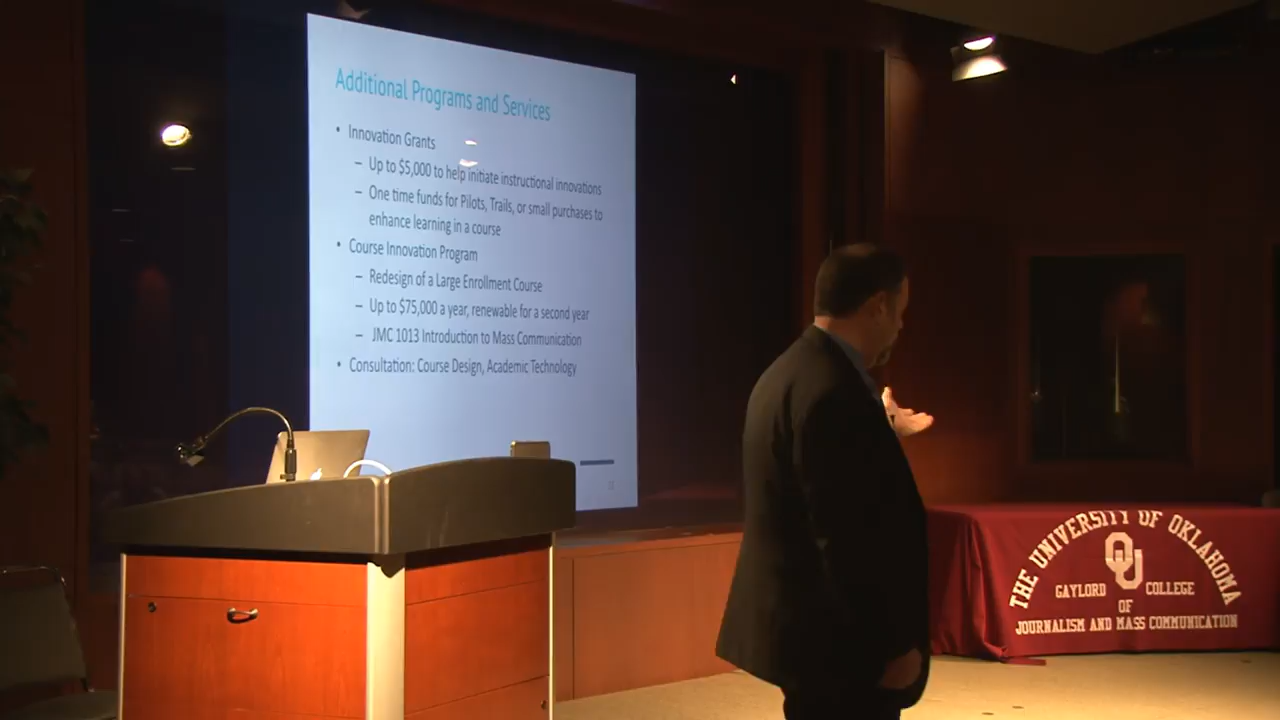 Additional Programs and Services
• Innovation Grants
– Up to $5,000 to help initiate instructional innovations
– One time funds for Pilots, Trails, or small purchases to
enhance learning in a course
• Course Innovation Program
– Redesign of a Large Enrollment Course
– Up to $75,000 a year, renewable for a second year
– JMC 1013 Introduction to Mass Communication
• Consultation: Course Design, Academic Technology
THE UNIVERSITY OF OKLAHOMA
OU
GAYLORD COLLEGE
OF
JOURNALISM AND MASS COMMUNICATION